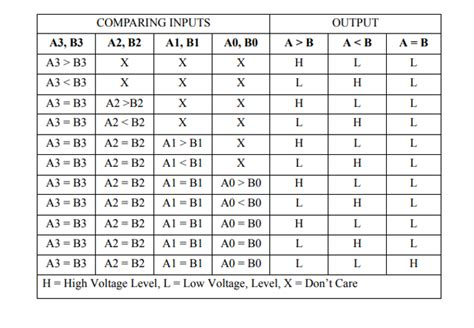 COMPARING INPUTS OUTPUT
A3, B3 A2, B2 A1, B1 A0, B0 A > B A < B A = B
A3 > B3 X X X H L L
A3 < B3 X X X L H L
A3 = B3 A2 >B2 X X H L L
A3 = B3 A2 < B2 X X L H L
A3 = B3 A2 = B2 A1 > B1 X H L L
A3 = B3 A2 = B2 A1 < B1 X L H L
A3 = B3 A2 = B2 A1 = B1 A0 > B0 H L L
A3 = B3 A2 = B2 A1 = B1 A0 < B0 L H L
A3 = B3 A2 = B2 A1 = B1 A0 = B0 H L L
A3 = B3 A2 = B2 A1 = B1 A0 = B0 L H L
A3 = B3 A2 = B2 A1 = B1 A0 = B0 L L H
H = High Voltage Level, L = Low Voltage, Level, X = Don't Care